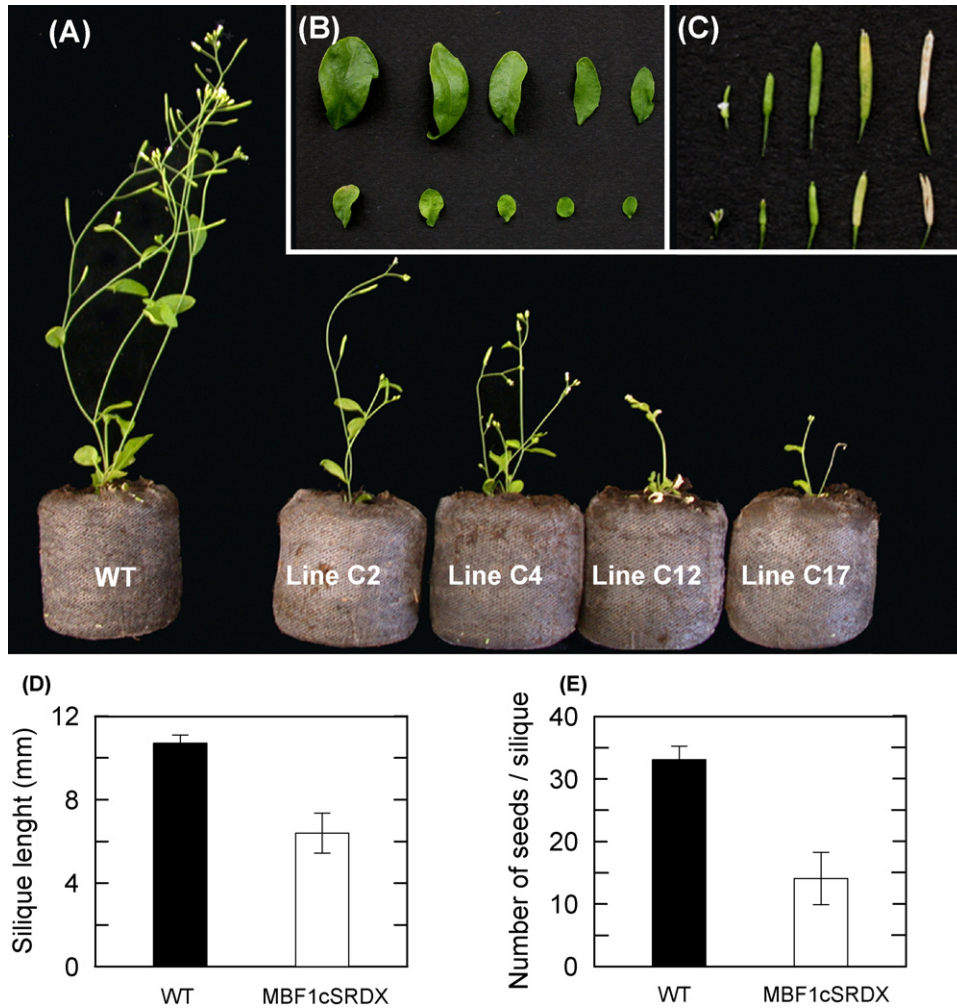 (A)
(B)
(C)
WT
Line C2
Line C4
Line C12
Line C17
(D)
12
8
4
0
Silique lenght (mm)
WT
MBF1cSRDX
(E)
40
30
20
10
0
Number of seeds / silique
WT
MBF1cSRDX